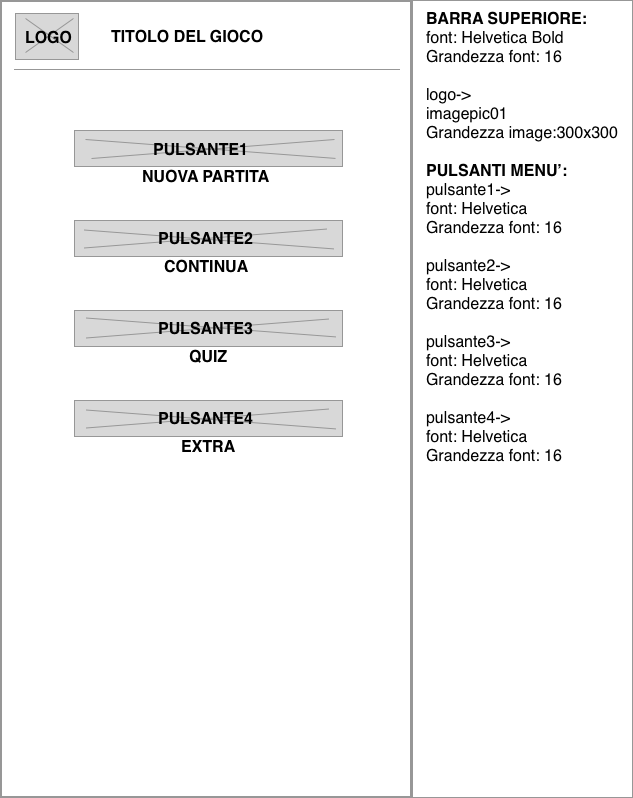 LOGO
TITOLO DEL GIOCO
PULSANTE1
NUOVA PARTITA
PULSANTE2
CONTINUA
PULSANTE3
QUIZ
PULSANTE4
EXTRA
BARRA SUPERIORE:
font: Helvetica Bold
Grandezza font: 16
logo->
imagepic01
Grandezza image:300x300
PULSANTI MENU’:
pulsante1->
font: Helvetica
Grandezza font: 16
pulsante2->
font: Helvetica
Grandezza font: 16
pulsante3->
font: Helvetica
Grandezza font: 16
pulsante4->
font: Helvetica
Grandezza font: 16